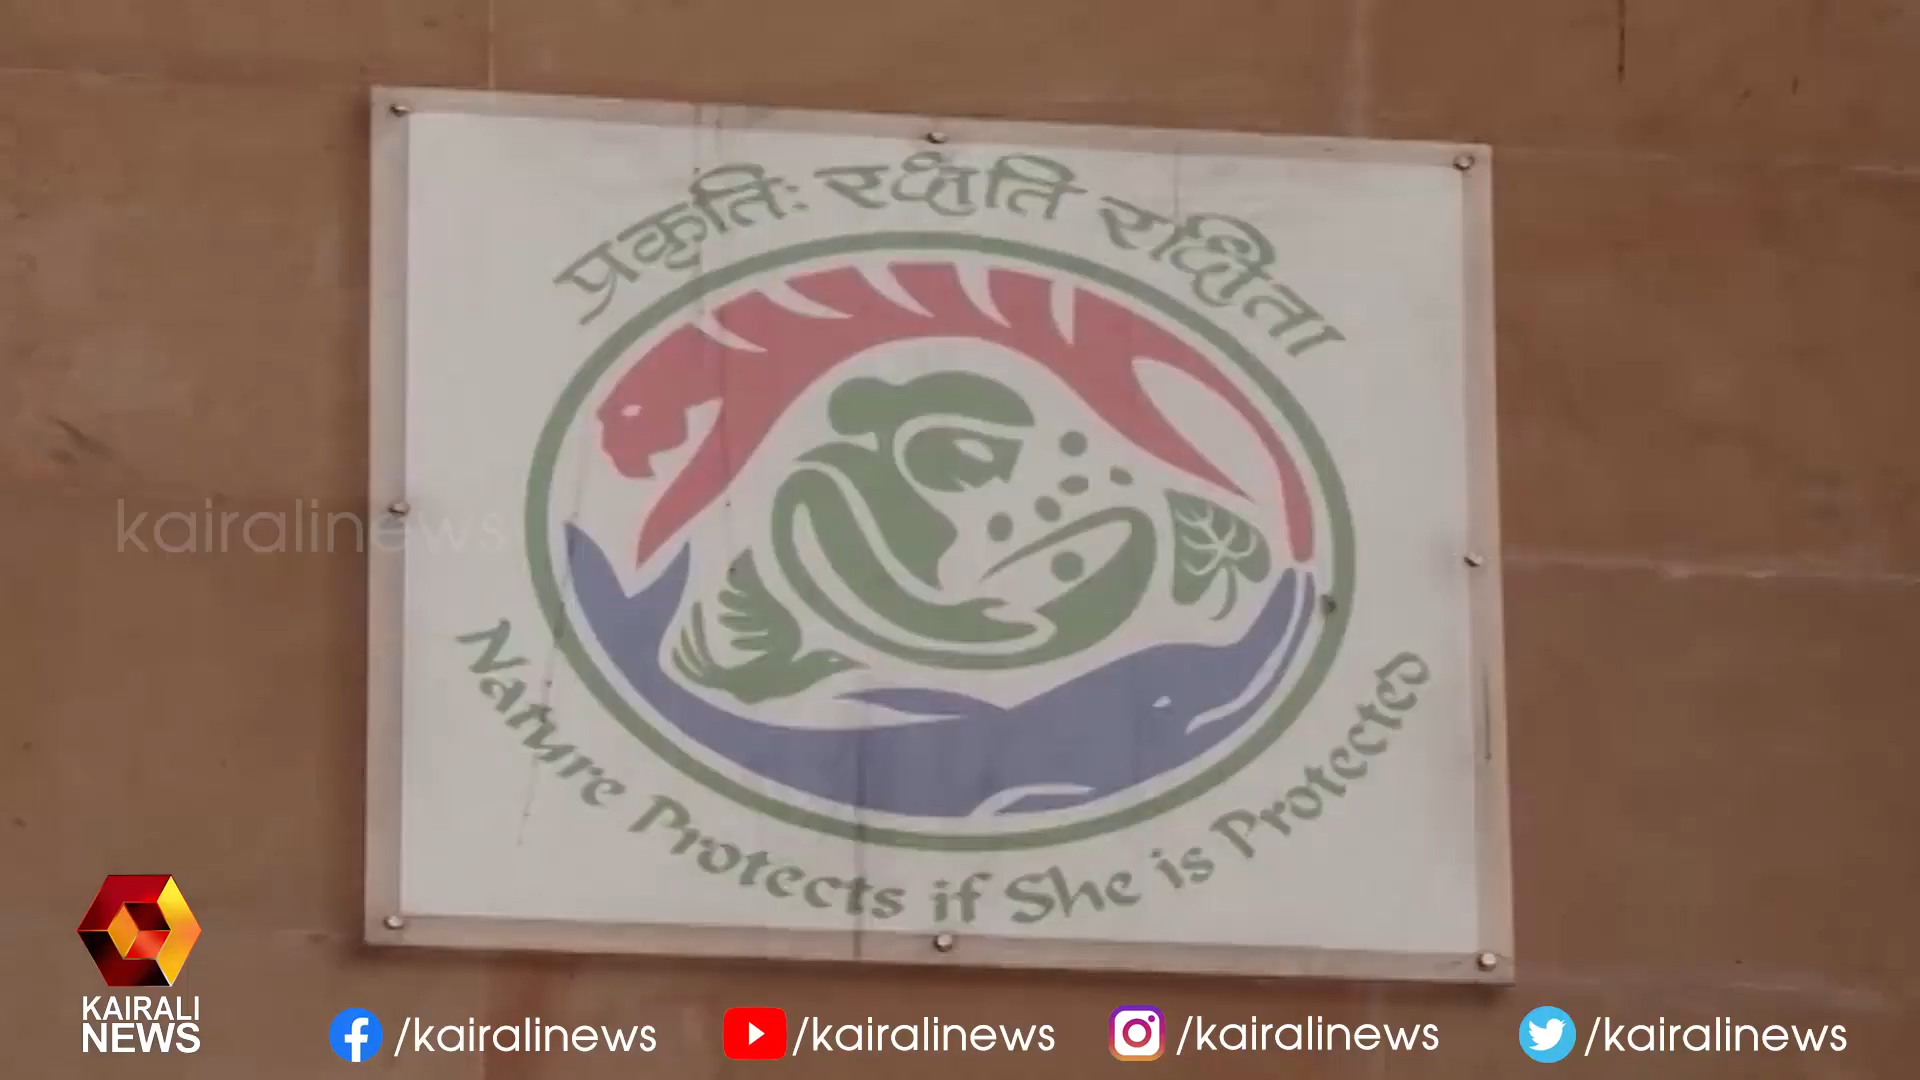 प्रकृतिः रक्षति रक्षिता
kairalinews
Nature Protects if She is Protected
KAIRALI
NEWS
/kairalinews
/kairalinews
/kairalinews
/kairalinews